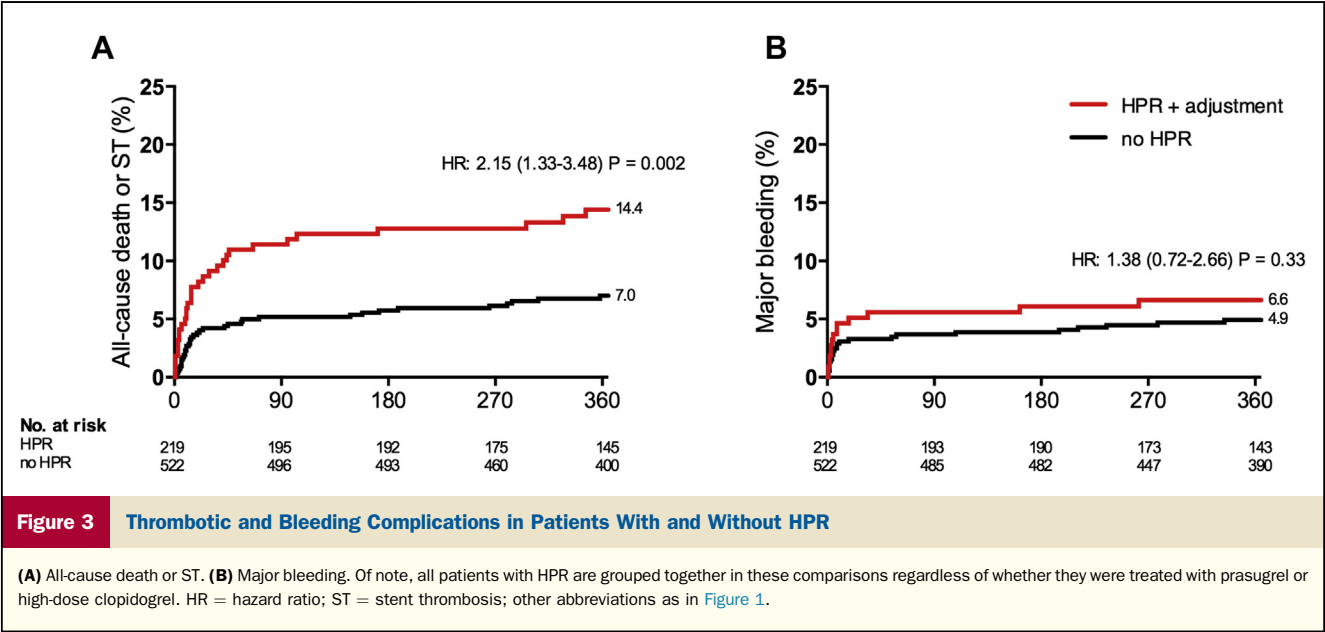 A
25
20
15
10
5
0
All-cause death or ST (%)
HR: 2.15 (1.33-3.48) P = 0.002
14.4
7.0
0 90 180 270 360
No. at risk
HPR 219 195 192 175 145
no HPR 522 496 493 460 400
B
25
20
15
10
5
0
Major bleeding (%)
HPR + adjustment
no HPR
HR: 1.38 (0.72-2.66) P = 0.33
6.6
4.9
0 90 180 270 360
219 193 190 173 143
522 485 482 447 390
Figure 3 Thrombotic and Bleeding Complications in Patients With and Without HPR
(A) All-cause death or ST. (B) Major bleeding. Of note, all patients with HPR are grouped together in these comparisons regardless of whether they were treated with prasugrel or
high-dose clopidogrel. HR = hazard ratio; ST = stent thrombosis; other abbreviations as in Figure 1.